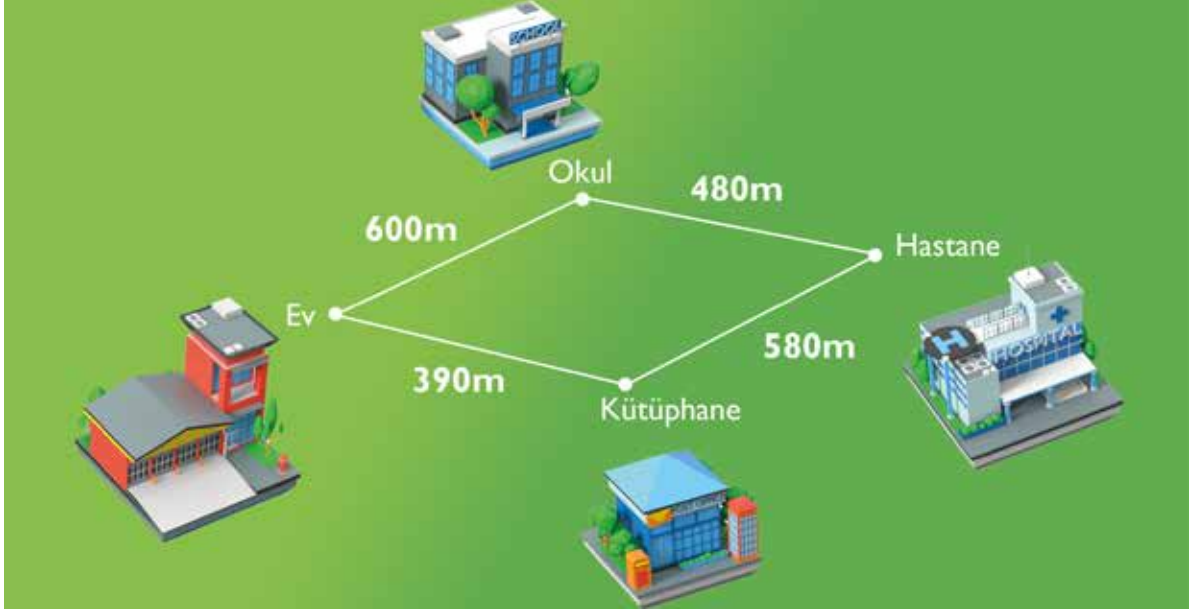 SCHOOL
Okul
480m
600m
Hastane
Ev
H
HOSPITAL
580m
390m
Kütüphane